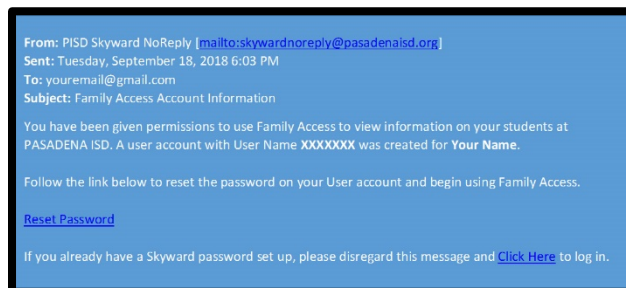 From: PISD Skyward NoReply [mailto:skywardnoreply@pasadenaisd.org]
Sent: Tuesday, September 18, 2018 6:03 PM
To: youremail@gmail.com
Subject: Family Access Account Information
You have been given permissions to use Family Access to view information on your students at
PASADENA ISD. A user account with User Name XXXXXXX was created for Your Name.
Follow the link below to reset the password on your User account and begin using Family Access.
Reset Password
If you already have a Skyward password set up, please disregard this message and Click Here to log in.